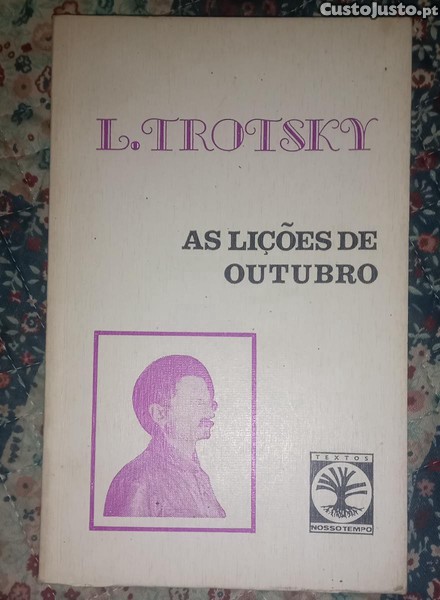 CustoJusto.pt
L.TROTSKY
AS LIÇÕES DE
OUTUBRO
TEXTOS
NOSSO TEMPO